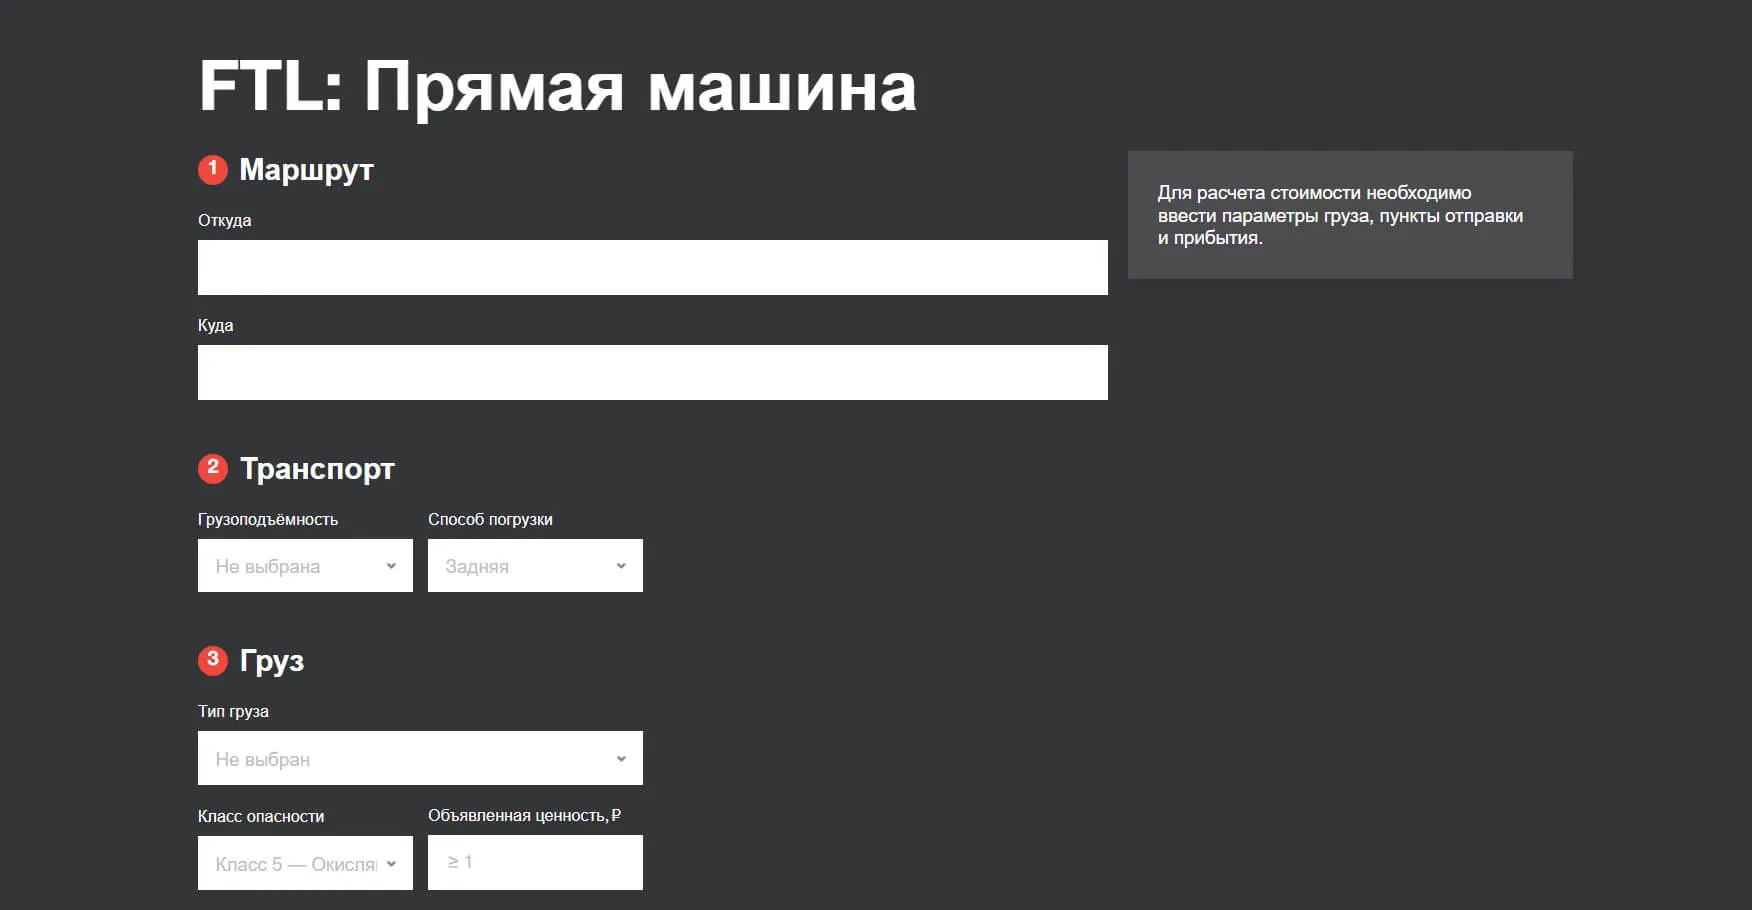 FTL: Прямая машина
1 Маршрут
Откуда
Куда
Для расчета стоимости необходимо
ввести параметры груза, пункты отправки
и прибытия.
2 Транспорт
Грузоподъёмность Способ погрузки
Не выбрана Задняя
3 Груз
Тип груза
Не выбран
Класс опасности Объявленная ценность, ₽
Класс 5 — Окисля ≥ 1